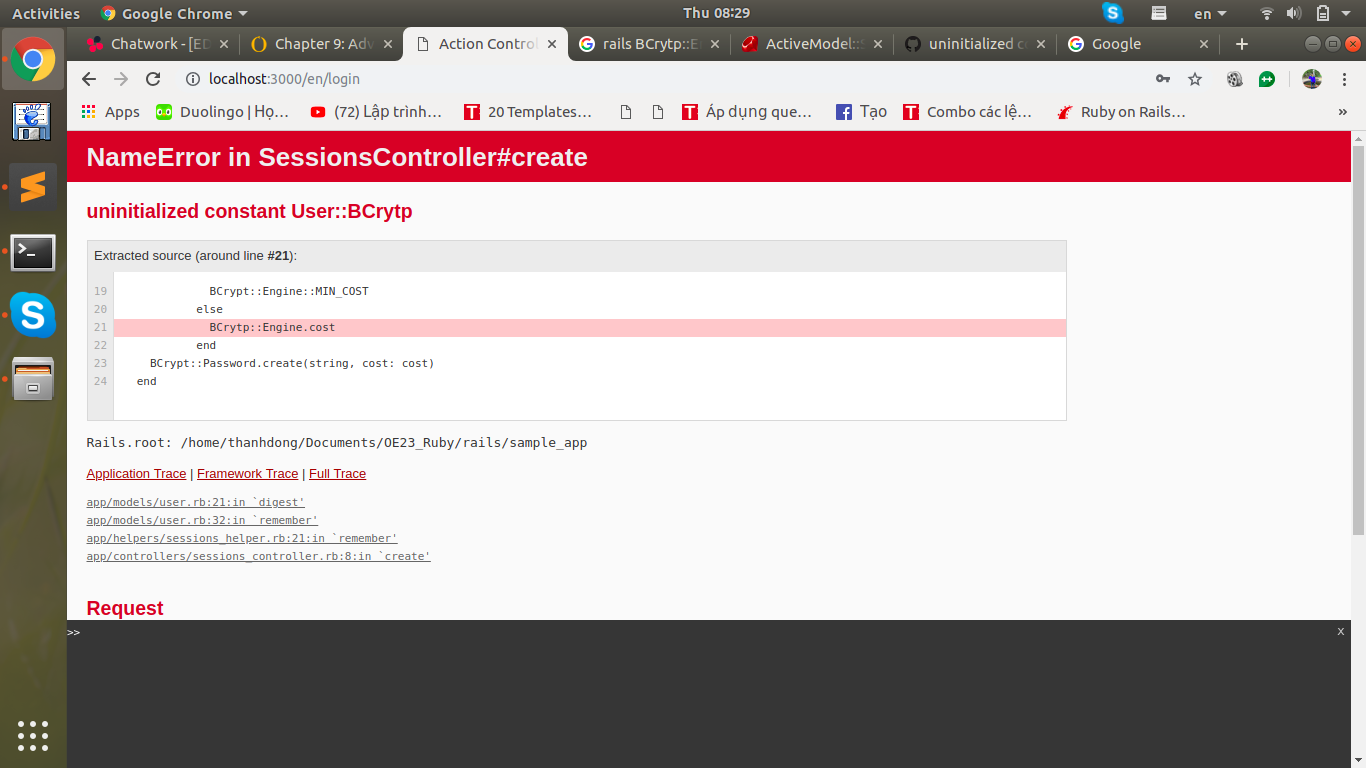 Activities Google Chrome Thu 08:29 en
Chatwork - [ED Chapter 9: Adv Action Control rails BCrytp::E ActiveModel:: uninitialized c Google
localhost:3000/en/login
Apps Duolingo | Họ… (72) Lập trình… 20 Templates… Áp dụng que… Tạo Combo các lệ… Ruby on Rails… »
NameError in SessionsController#create
uninitialized constant User::BCrytp
Extracted source (around line #21):
19 BCrypt::Engine::MIN_COST
20 else
21 BCrytp::Engine.cost
22 end
23 BCrypt::Password.create(string, cost: cost)
24 end
Rails.root: /home/thanhdong/Documents/OE23_Ruby/rails/sample_app
Application Trace | Framework Trace | Full Trace
app/models/user.rb:21:in `digest'
app/models/user.rb:32:in `remember'
app/helpers/sessions_helper.rb:21:in `remember'
app/controllers/sessions_controller.rb:8:in `create'
Request
>> x